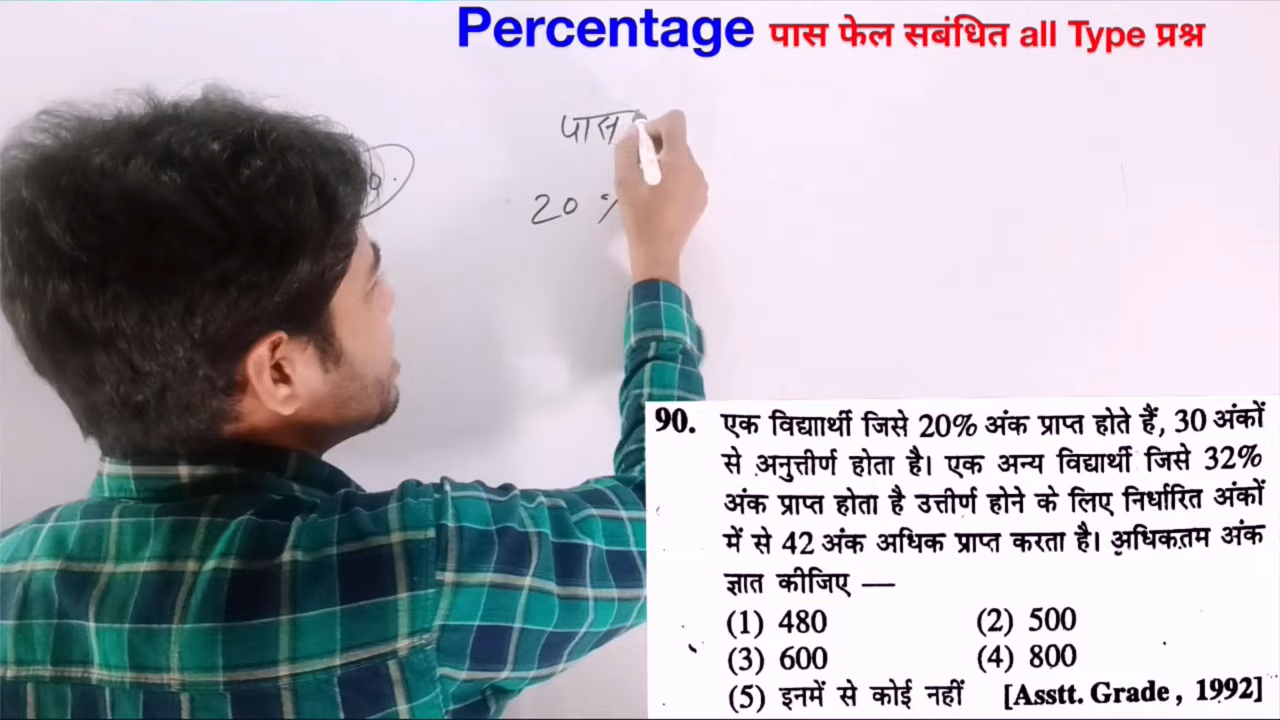 Percentage पास फेल सबंधित all Type प्रश्न
पास
20 %
90. एक विद्याार्थी जिसे 20% अंक प्राप्त होते हैं, 30 अंकों
से अनुत्तीर्ण होता है। एक अन्य विद्यार्थी जिसे 32%
अंक प्राप्त होता है उत्तीर्ण होने के लिए निर्धारित अंकों
में से 42 अंक अधिक प्राप्त करता है। अधिकतम अंक
ज्ञात कीजिए —
(1) 480 (2) 500
(3) 600 (4) 800
(5) इनमें से कोई नहीं [Asstt. Grade, 1992]